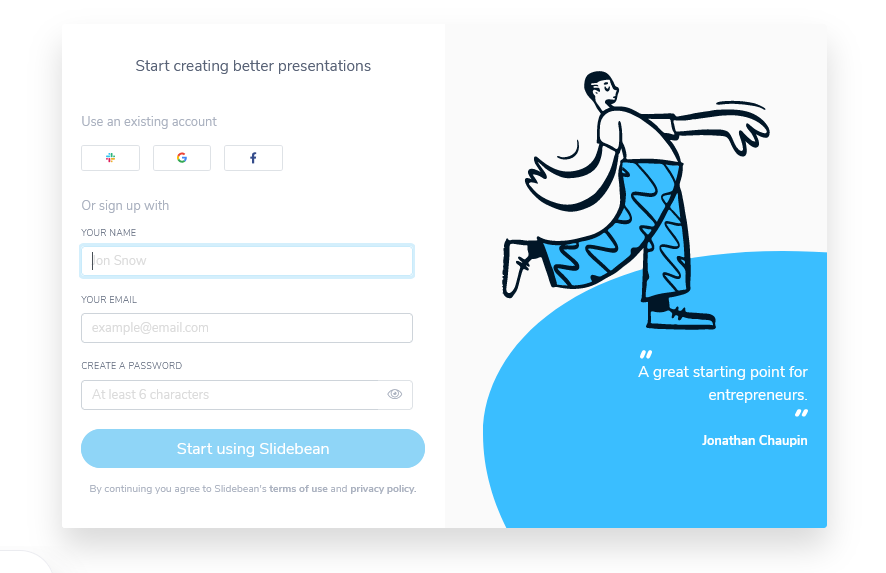 Start creating better presentations
Use an existing account
Or sign up with
YOUR NAME
Jon Snow
YOUR EMAIL
example@email.com
CREATE A PASSWORD
At least 6 characters
Start using Slidebean
By continuing you agree to Slidebean's terms of use and privacy policy.
"
A great starting point for
entrepreneurs.
"
Jonathan Chaupin